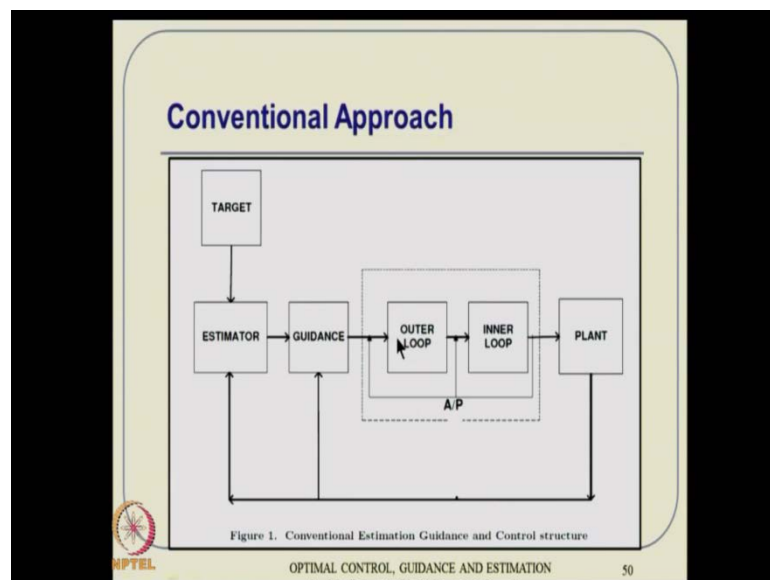 Conventional Approach
TARGET
ESTIMATOR
GUIDANCE
OUTER
LOOP
INNER
LOOP
PLANT
A/P
Figure 1. Conventional Estimation Guidance and Control structure
NPTEL
OPTIMAL CONTROL, GUIDANCE AND ESTIMATION
50